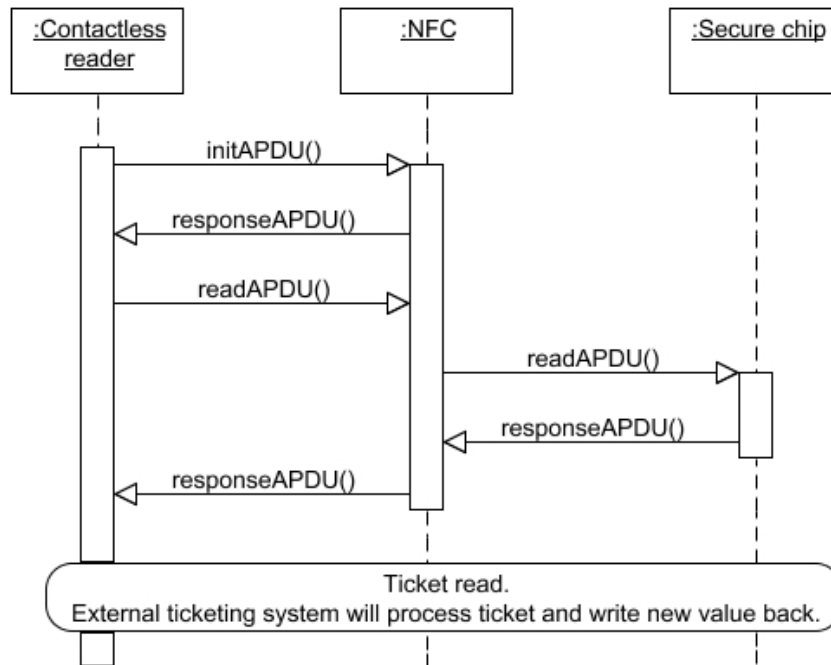 :Contactless
reader
:NFC
:Secure chip
initAPDU()
responseAPDU()
readAPDU()
readAPDU()
responseAPDU()
responseAPDU()
Ticket read.
External ticketing system will process ticket and write new value back.